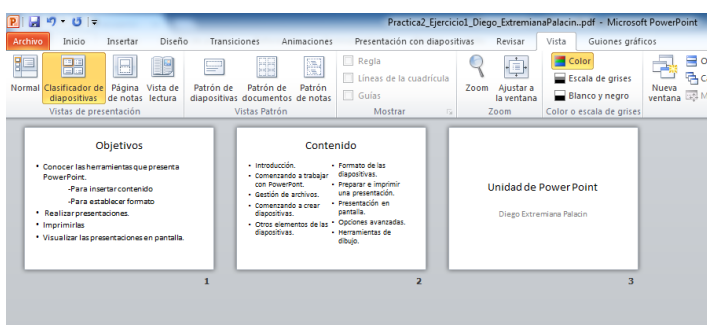 Practica2_Ejercicio1_Diego_ExtremianaPalacin..pdf - Microsoft PowerPoint
Archivo Inicio Insertar Diseño Transiciones Animaciones Presentación con diapositivas Revisar Vista Guiones gráficos
Normal
Clasificador de diapositivas
Página de notas
Vista de lectura
Vistas de presentación
Patrón de diapositivas
Patrón de documentos
Patrón de notas
Vistas Patrón
Regla
Líneas de la cuadrícula
Guías
Mostrar
Zoom
Ajustar a la ventana
Zoom
Color
Escala de grises
Blanco y negro
Color o escala de grises
Nueva ventana
Objetivos
• Conocer las herramientas que presenta
PowerPoint.
-Para insertar contenido
-Para establecer formato
• Realizar presentaciones.
• Imprimirlas
• Visualizar las presentaciones en pantalla.
1
Contenido
• Introducción.
• Comenzando a trabajar
con PowerPont.
• Gestión de archivos.
• Comenzando a crear
diapositivas.
• Otros elementos de las
diapositivas.
• Formato de las
diapositivas.
• Preparar e imprimir
una presentación.
• Presentación en
pantalla.
• Opciones avanzadas.
• Herramientas de
dibujo.
2
Unidad de Power Point
Diego Extremiana Palacin
3